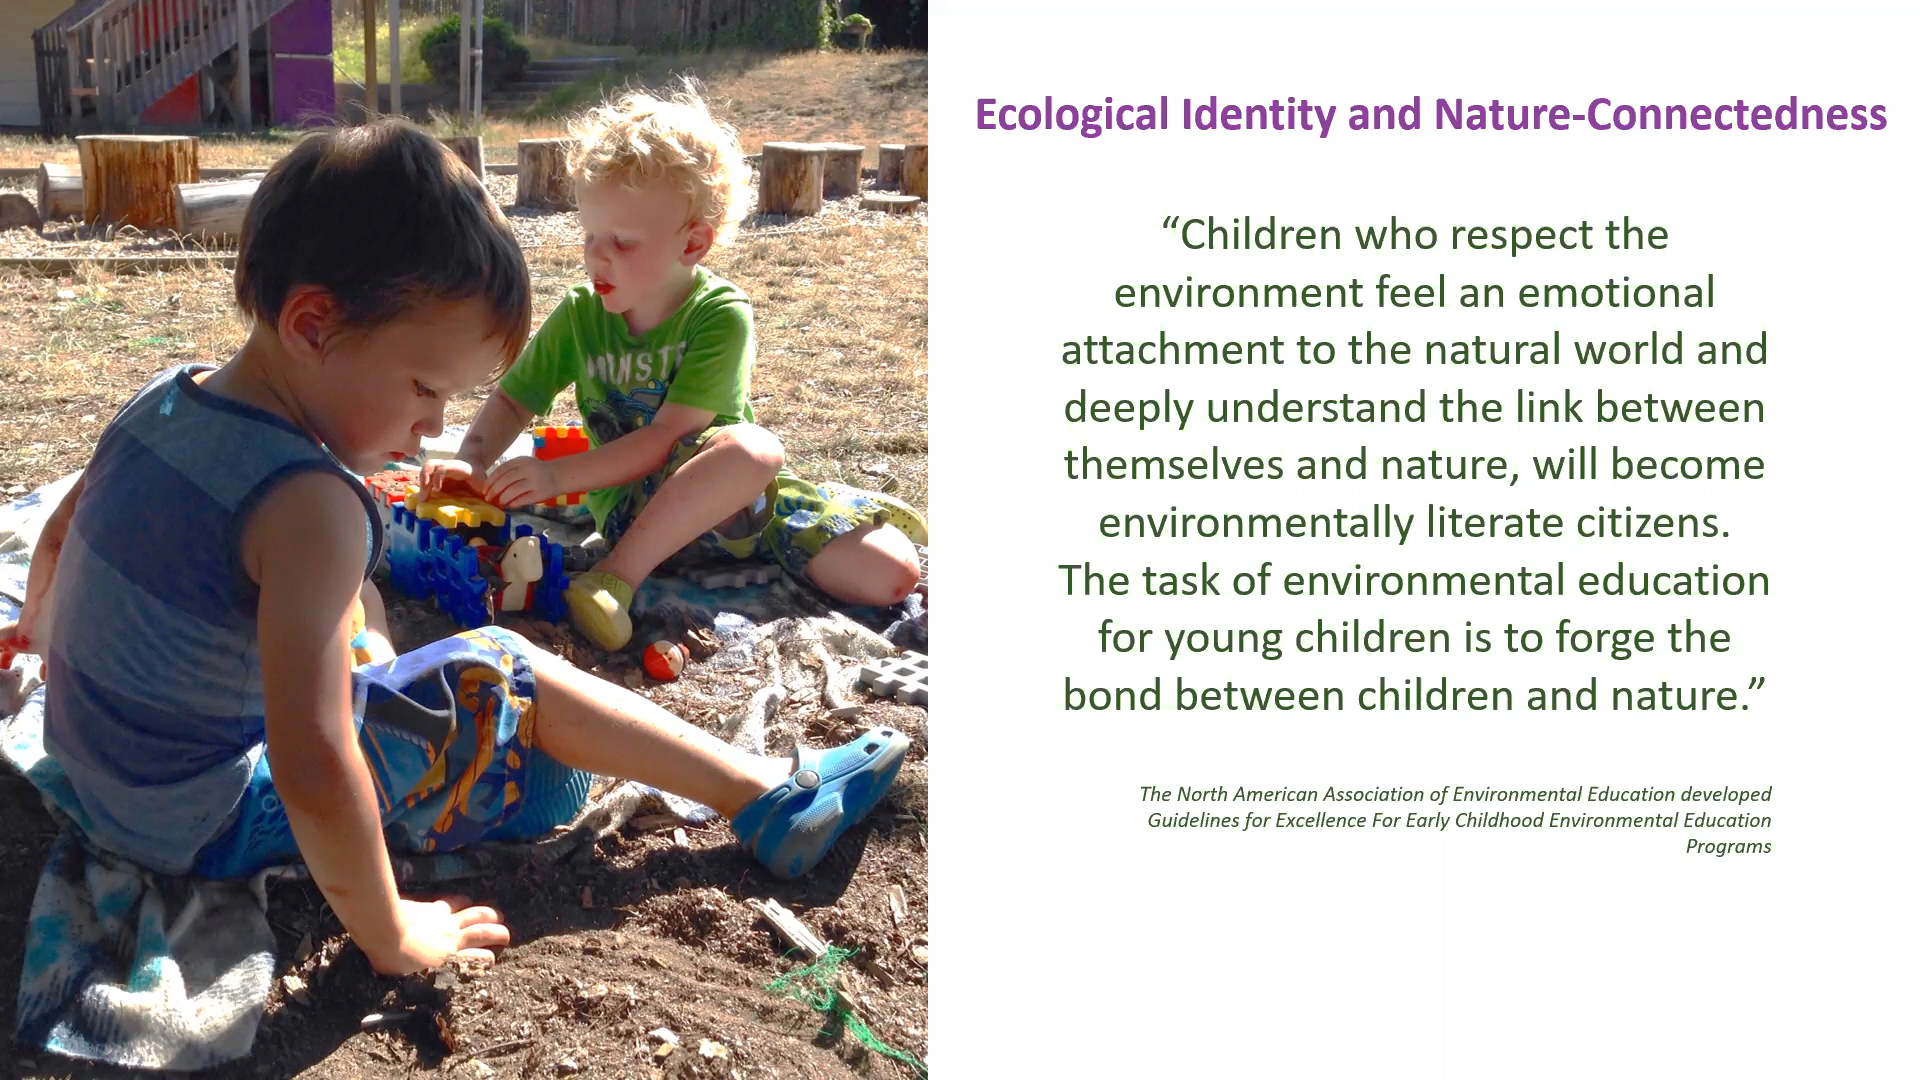 Ecological Identity and Nature-Connectedness
“Children who respect the
environment feel an emotional
attachment to the natural world and
deeply understand the link between
themselves and nature, will become
environmentally literate citizens.
The task of environmental education
for young children is to forge the
bond between children and nature.”
The North American Association of Environmental Education developed
Guidelines for Excellence For Early Childhood Environmental Education
Programs